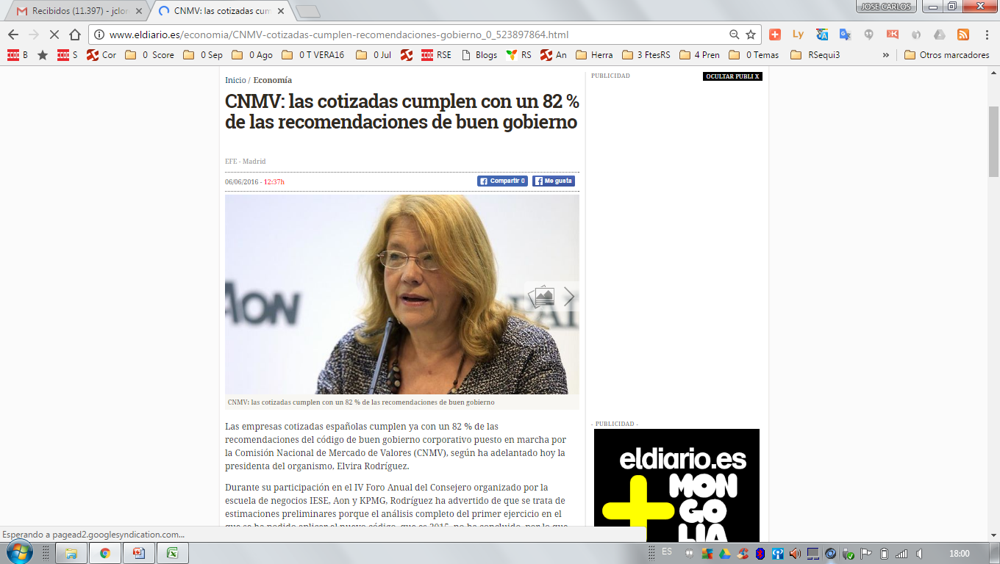 Recibidos (11.397) - jclor
CNMV: las cotizadas cum
JOSE CARLOS
www.eldiario.es/economia/CNMV-cotizadas-cumplen-recomendaciones-gobierno_0_523897864.html
B S Cor 0 Score 0 Sep 0 Ago 0 T VERA16 0 Jul RSE Blogs RS An Herra 3 FtesRS 4 Pren 0 Temas RSequi3 » Otros marcadores
Inicio / Economía
CNMV: las cotizadas cumplen con un 82 %
de las recomendaciones de buen gobierno
EFE - Madrid
06/06/2016 - 12:37h
Compartir 0
Me gusta
AON
CNMV: las cotizadas cumplen con un 82 % de las recomendaciones de buen gobierno
Las empresas cotizadas españolas cumplen ya con un 82 % de las
recomendaciones del código de buen gobierno corporativo puesto en marcha por
la Comisión Nacional de Mercado de Valores (CNMV), según ha adelantado hoy la
presidenta del organismo, Elvira Rodríguez.
Durante su participación en el IV Foro Anual del Consejero organizado por la
escuela de negocios IESE, Aon y KPMG, Rodríguez ha advertido de que se trata de
estimaciones preliminares porque el análisis completo del primer ejercicio en el
PUBLICIDAD
OCULTAR PUBLI X
- PUBLICIDAD -
eldiario.es
+
MON
GO
LIA
Esperando a pagead2.googlesyndication.com...
ES
18:00